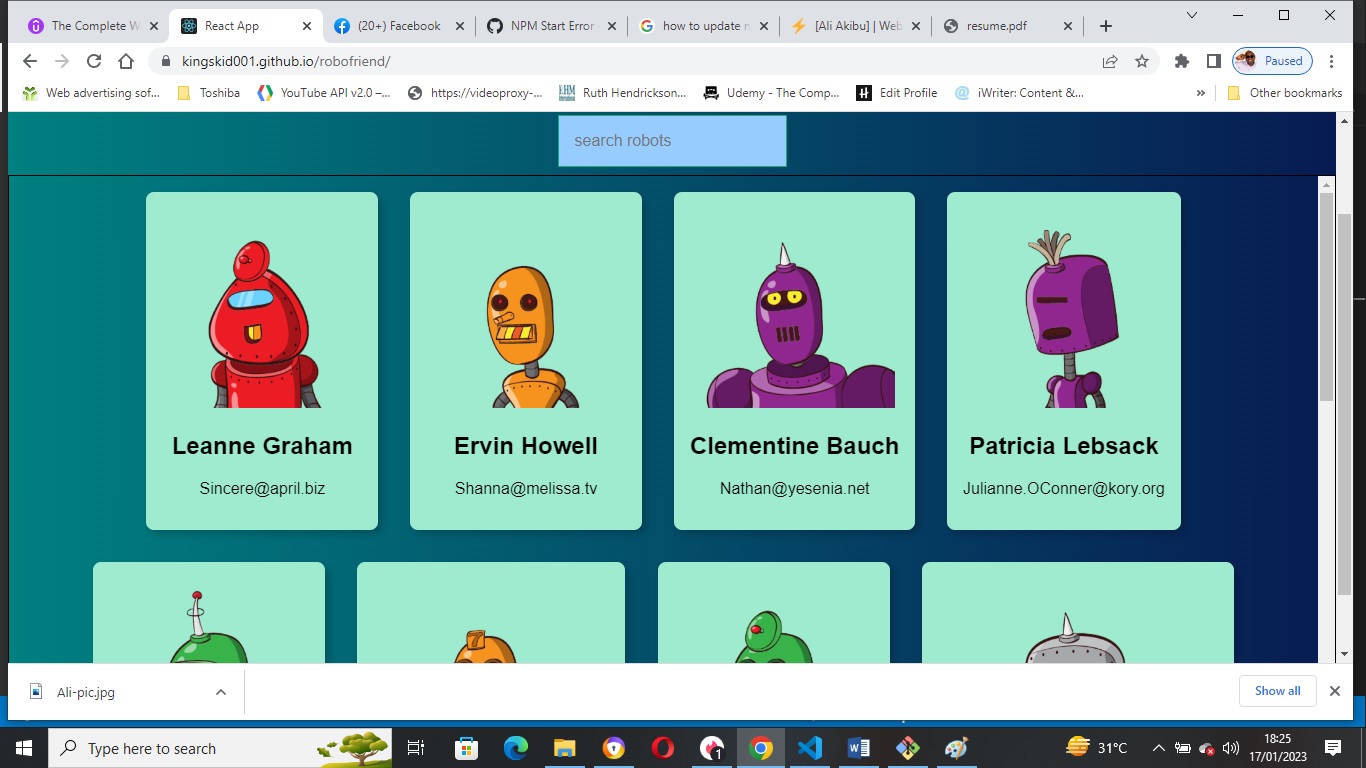 The Complete W
React App
(20+) Facebook
NPM Start Error
how to update n
[Ali Akibu] | Web
resume.pdf
kingskid001.github.io/robofriend/
Paused
Web advertising sof...
Toshiba
YouTube API v2.0 –...
https://videoproxy-...
EHM
Ruth Hendrickson...
Udemy - The Comp...
Edit Profile
iWriter: Content &...
»
Other bookmarks
search robots
Leanne Graham
Ervin Howell
Clementine Bauch
Patricia Lebsack
Sincere@april.biz
Shanna@melissa.tv
Nathan@yesenia.net
Julianne.OConner@kory.org
Ali-pic.jpg
Show all
Type here to search
1
31°C
18:25
17/01/2023